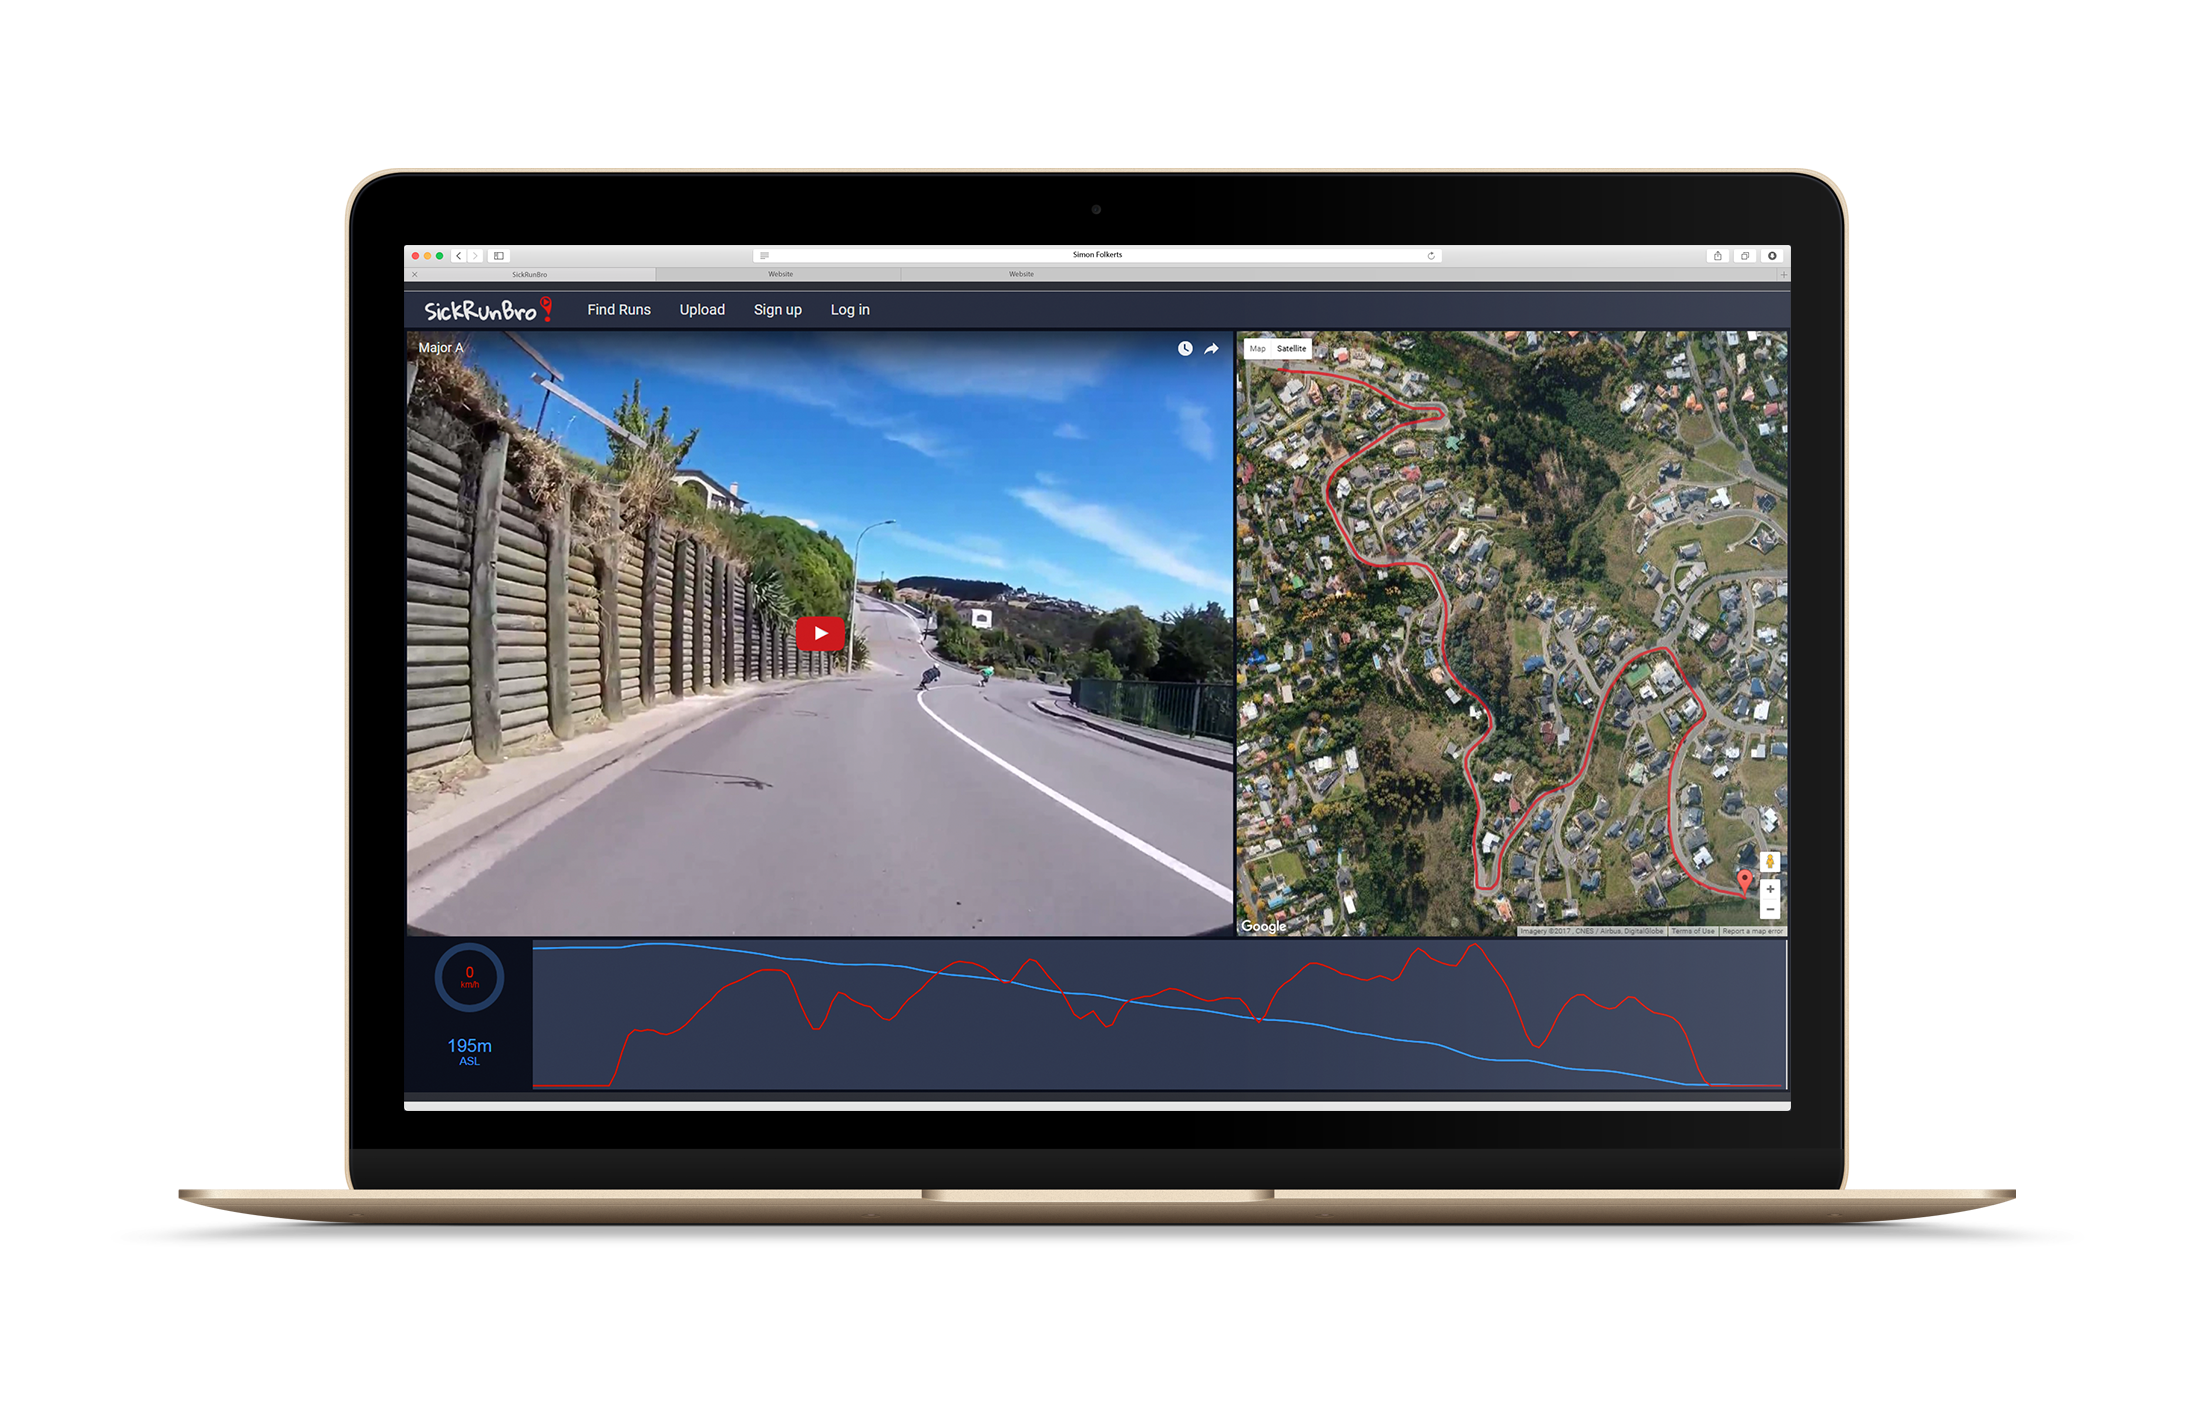 Simon Folkerts
SickRunBro
Website
Website
SickRunBro
Find Runs
Upload
Sign up
Log in
Major A
Map
Satellite
Google
Imagery ©2017 , CNES / Airbus, DigitalGlobe
Terms of Use
Report a map error
0
km/h
195m
ASL